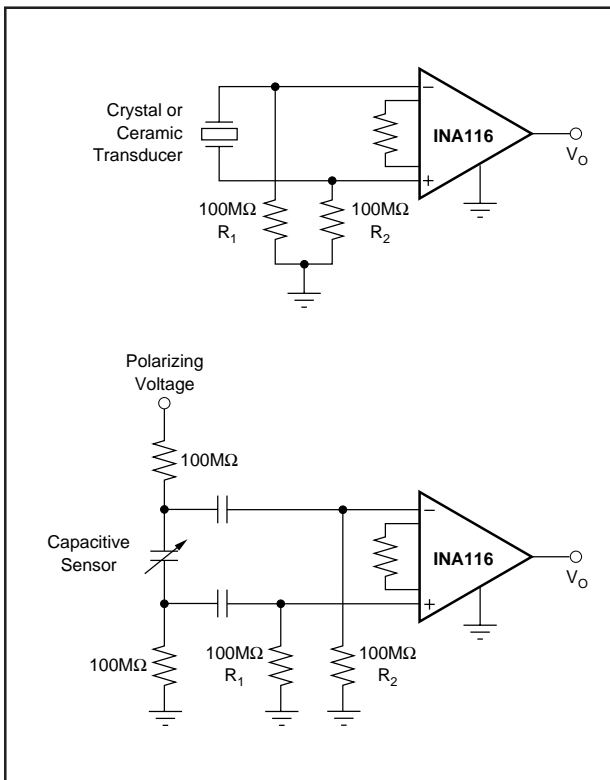 Crystal or
Ceramic
Transducer
−
INA116
+
V_O
100MΩ
R_1
100MΩ
R_2
Polarizing
Voltage
100MΩ
Capacitive
Sensor
−
INA116
+
V_O
100MΩ
100MΩ
R_1
100MΩ
R_2